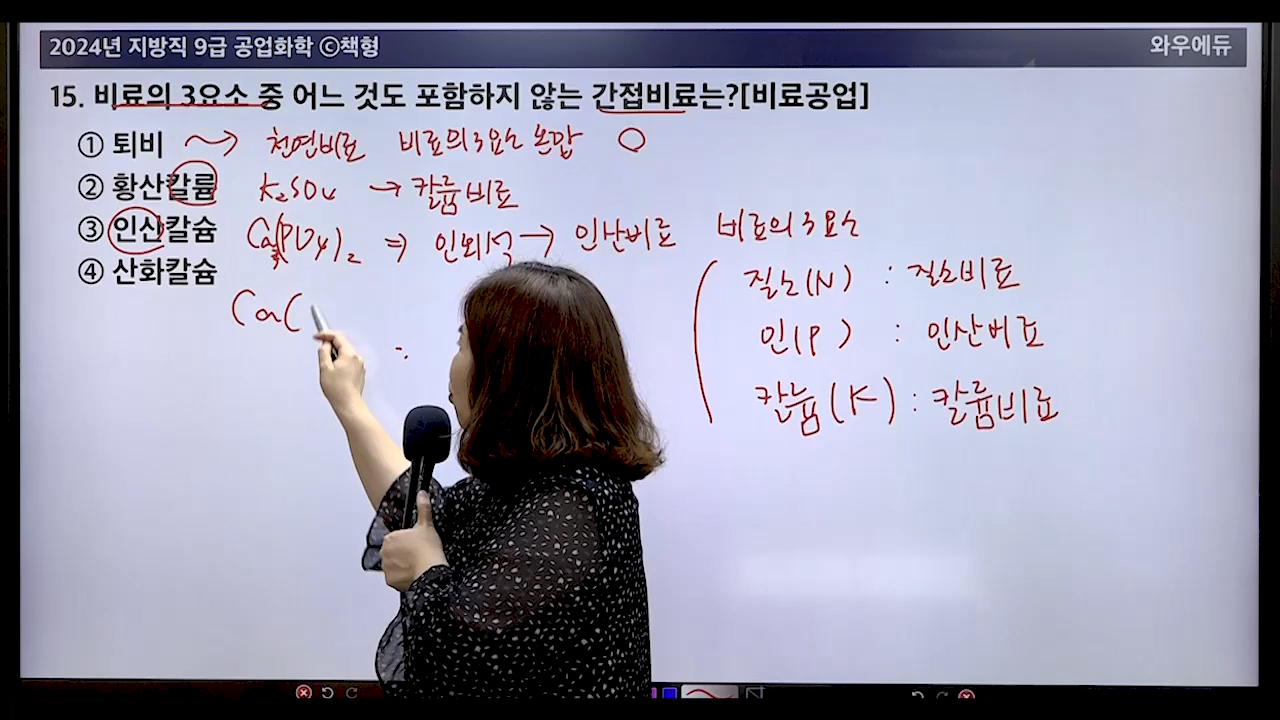 2024년 지방직 9급 공업화학 ⓒ책형
와우에듀
15. 비료의 3요소 중 어느 것도 포함하지 않는 간접비료는?[비료공업]
① 퇴비 → 천연비료 비료의 3요소 혼합 ○
② 황산칼륨 K2SO4 → 칼륨비료
③ 인산칼슘 Ca3(PO4)2 ⇒ 인회석 → 인산비료
④ 산화칼슘
CaC
비료의 3요소
질소(N) : 질소비료
인(P) : 인산비료
칼륨(K) : 칼륨비료